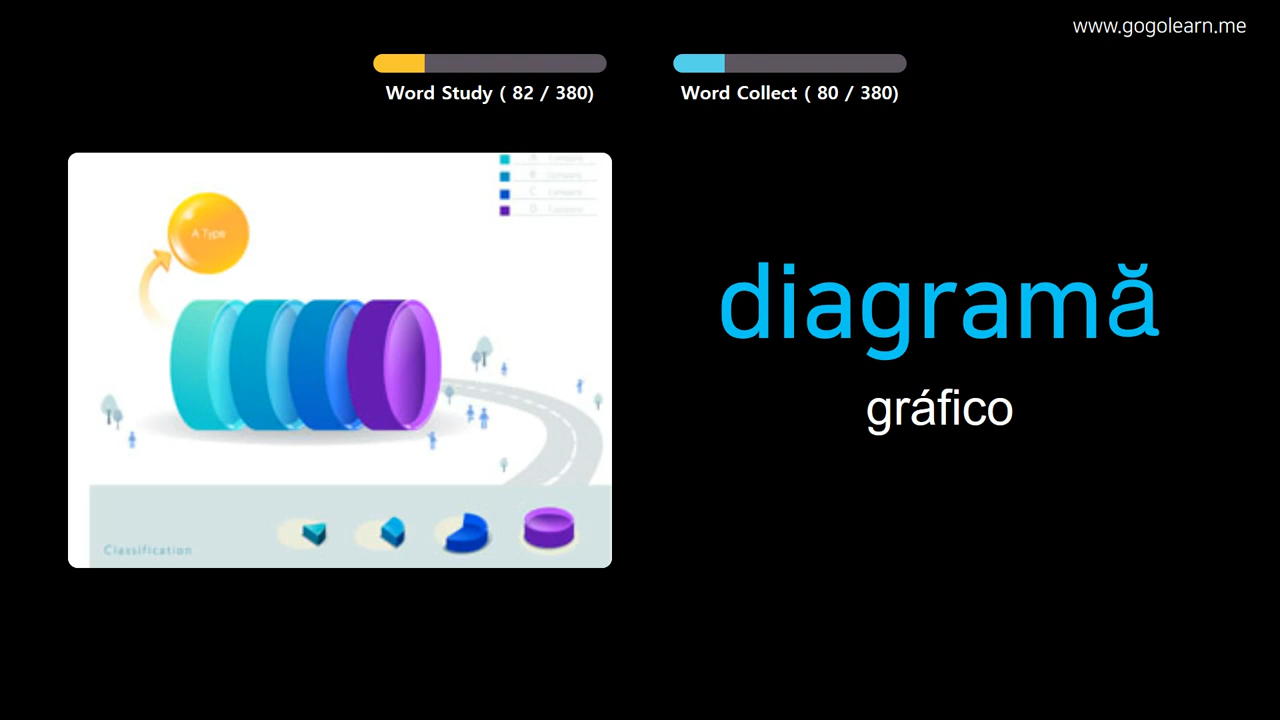 www.gogolearn.me
Word Study ( 82 / 380)
Word Collect ( 80 / 380)
A Type
diagramă
gráfico
Classification